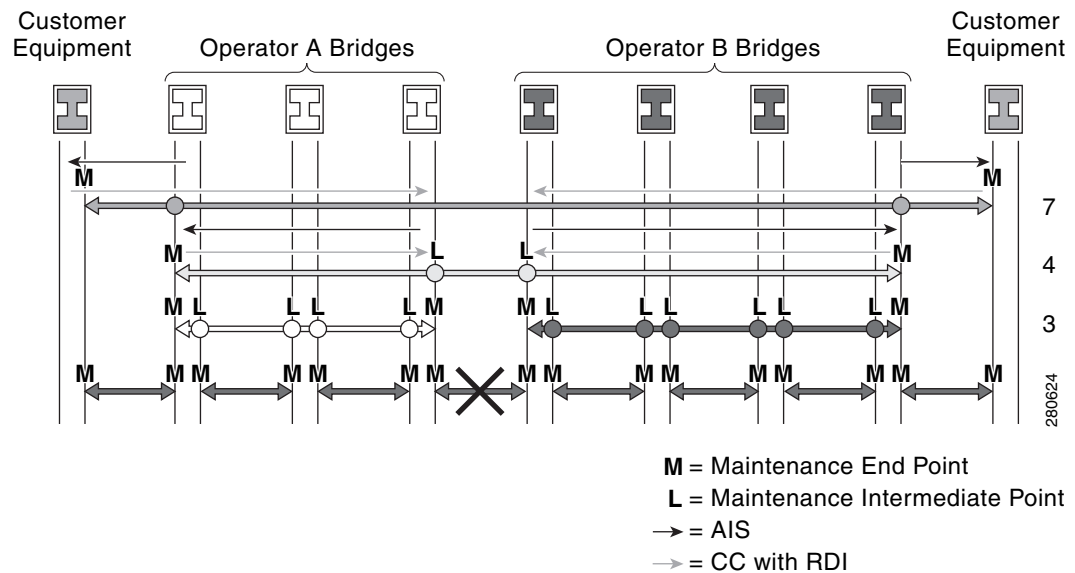 Customer
Equipment
Operator A Bridges
Operator B Bridges
Customer
Equipment
M
M
7
M
L
L
M
4
M L
L L
L M
M L
L L
L L
L M
3
M
M M
M M
M M
M M
M M
M M
M M
M
280624
M = Maintenance End Point
L = Maintenance Intermediate Point
= AIS
= CC with RDI